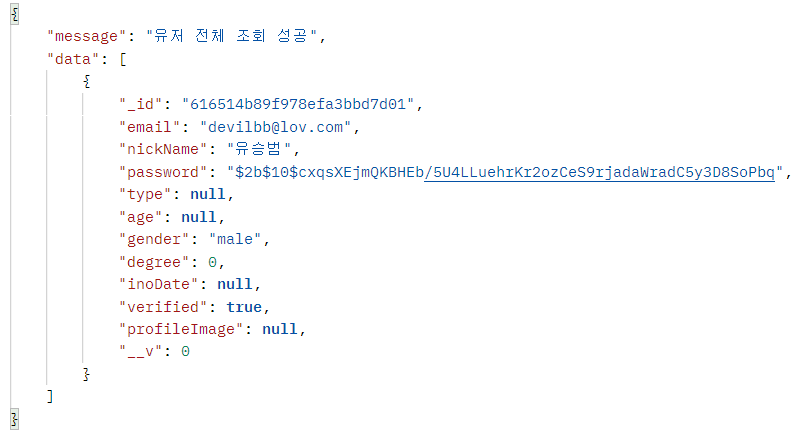 {
"message": "유저 전체 조회 성공",
"data": [
{
"_id": "616514b89f978efa3bbd7d01",
"email": "devilbb@lov.com",
"nickName": "유승범",
"password": "$2b$10$cxqsXEjmQKBHEb/5U4LLuehrKr2ozCeS9rjadaWradC5y3D8SoPbq",
"type": null,
"age": null,
"gender": "male",
"degree": 0,
"inoDate": null,
"verified": true,
"profileImage": null,
"__v": 0
}
]
}